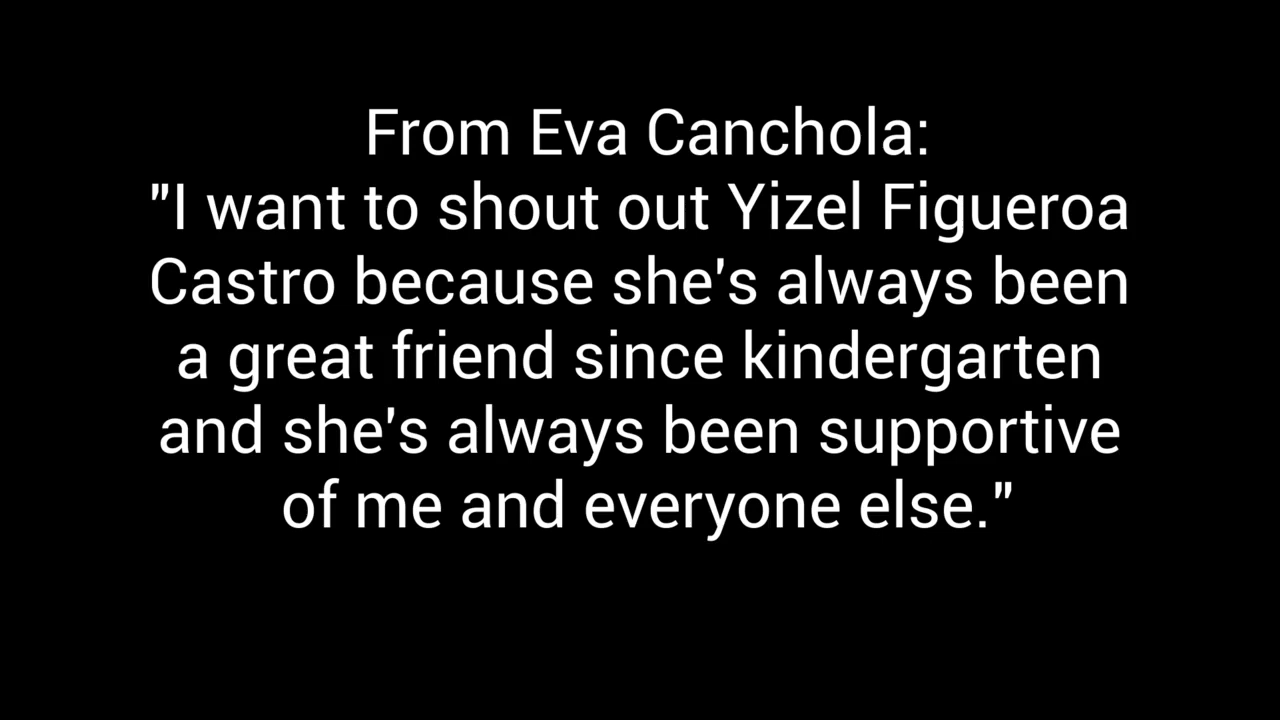 From Eva Canchola:
"I want to shout out Yizel Figueroa
Castro because she's always been
a great friend since kindergarten
and she's always been supportive
of me and everyone else."